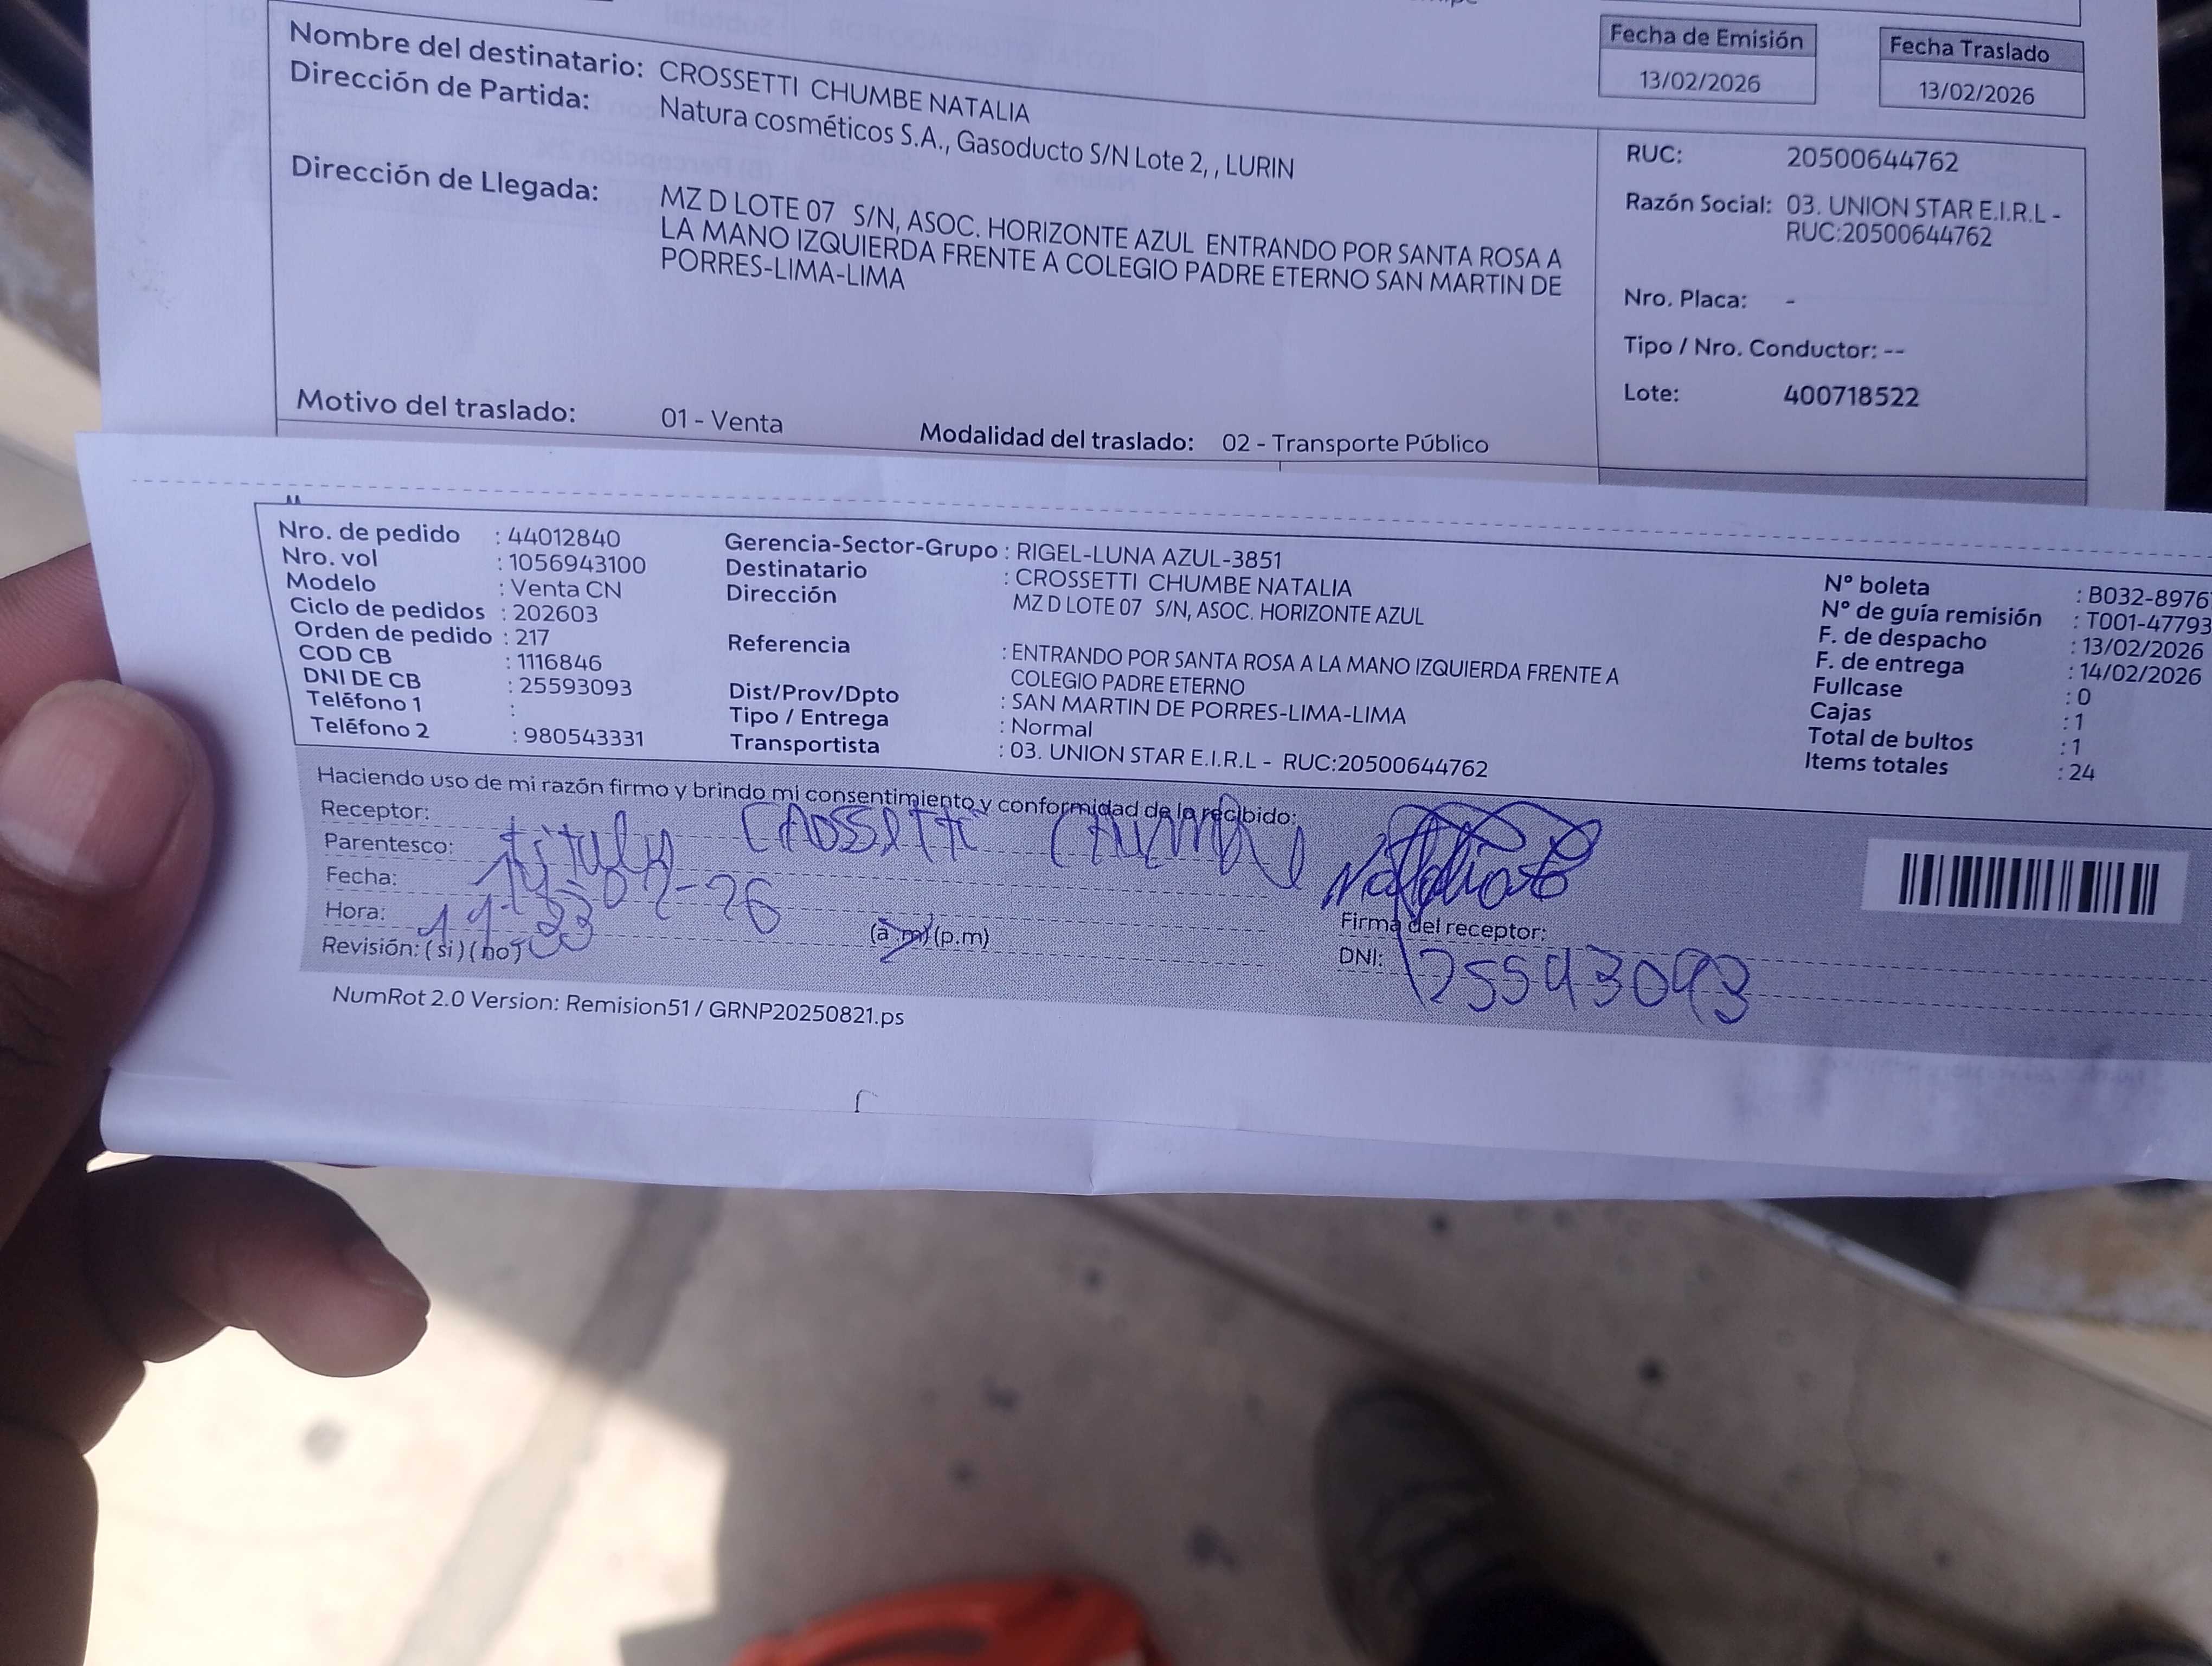 Fecha de Emisión
13/02/2026
Fecha Traslado
13/02/2026
Nombre del destinatario: CROSSETTI CHUMBE NATALIA
Dirección de Partida: Natura cosméticos S.A., Gasoducto S/N Lote 2, , LURIN
Dirección de Llegada: MZ D LOTE 07 S/N, ASOC. HORIZONTE AZUL ENTRANDO POR SANTA ROSA A
LA MANO IZQUIERDA FRENTE A COLEGIO PADRE ETERNO SAN MARTIN DE
PORRES-LIMA-LIMA
Motivo del traslado: 01 - Venta Modalidad del traslado: 02 - Transporte Público
RUC: 20500644762
Razón Social: 03. UNION STAR E.I.R.L -
RUC:20500644762
Nro. Placa: -
Tipo / Nro. Conductor: --
Lote: 400718522
Nro. de pedido : 44012840
Nro. vol : 1056943100
Modelo : Venta CN
Ciclo de pedidos : 202603
Orden de pedido : 217
COD CB : 1116846
DNI DE CB : 25593093
Teléfono 1 :
Teléfono 2 : 980543331
Gerencia-Sector-Grupo : RIGEL-LUNA AZUL-3851
Destinatario : CROSSETTI CHUMBE NATALIA
Dirección MZ D LOTE 07 S/N, ASOC. HORIZONTE AZUL
Referencia : ENTRANDO POR SANTA ROSA A LA MANO IZQUIERDA FRENTE A
COLEGIO PADRE ETERNO
Dist/Prov/Dpto : SAN MARTIN DE PORRES-LIMA-LIMA
Tipo / Entrega : Normal
Transportista : 03. UNION STAR E.I.R.L - RUC:20500644762
N° boleta : B032-8976
N° de guía remisión : T001-47793
F. de despacho : 13/02/2026
F. de entrega : 14/02/2026
Fullcase : 0
Cajas : 1
Total de bultos : 1
Items totales : 24
Haciendo uso de mi razón firmo y brindo mi consentimiento y conformidad de lo recibido:
Receptor: Crossetti
Parentesco:
Fecha: 14-02-26
Hora: (a.m) (p.m)
Revisión: (si) (no)
Firma del receptor: Natalia
DNI: 25593093
NumRot 2.0 Version: Remision51 / GRNP20250821.ps